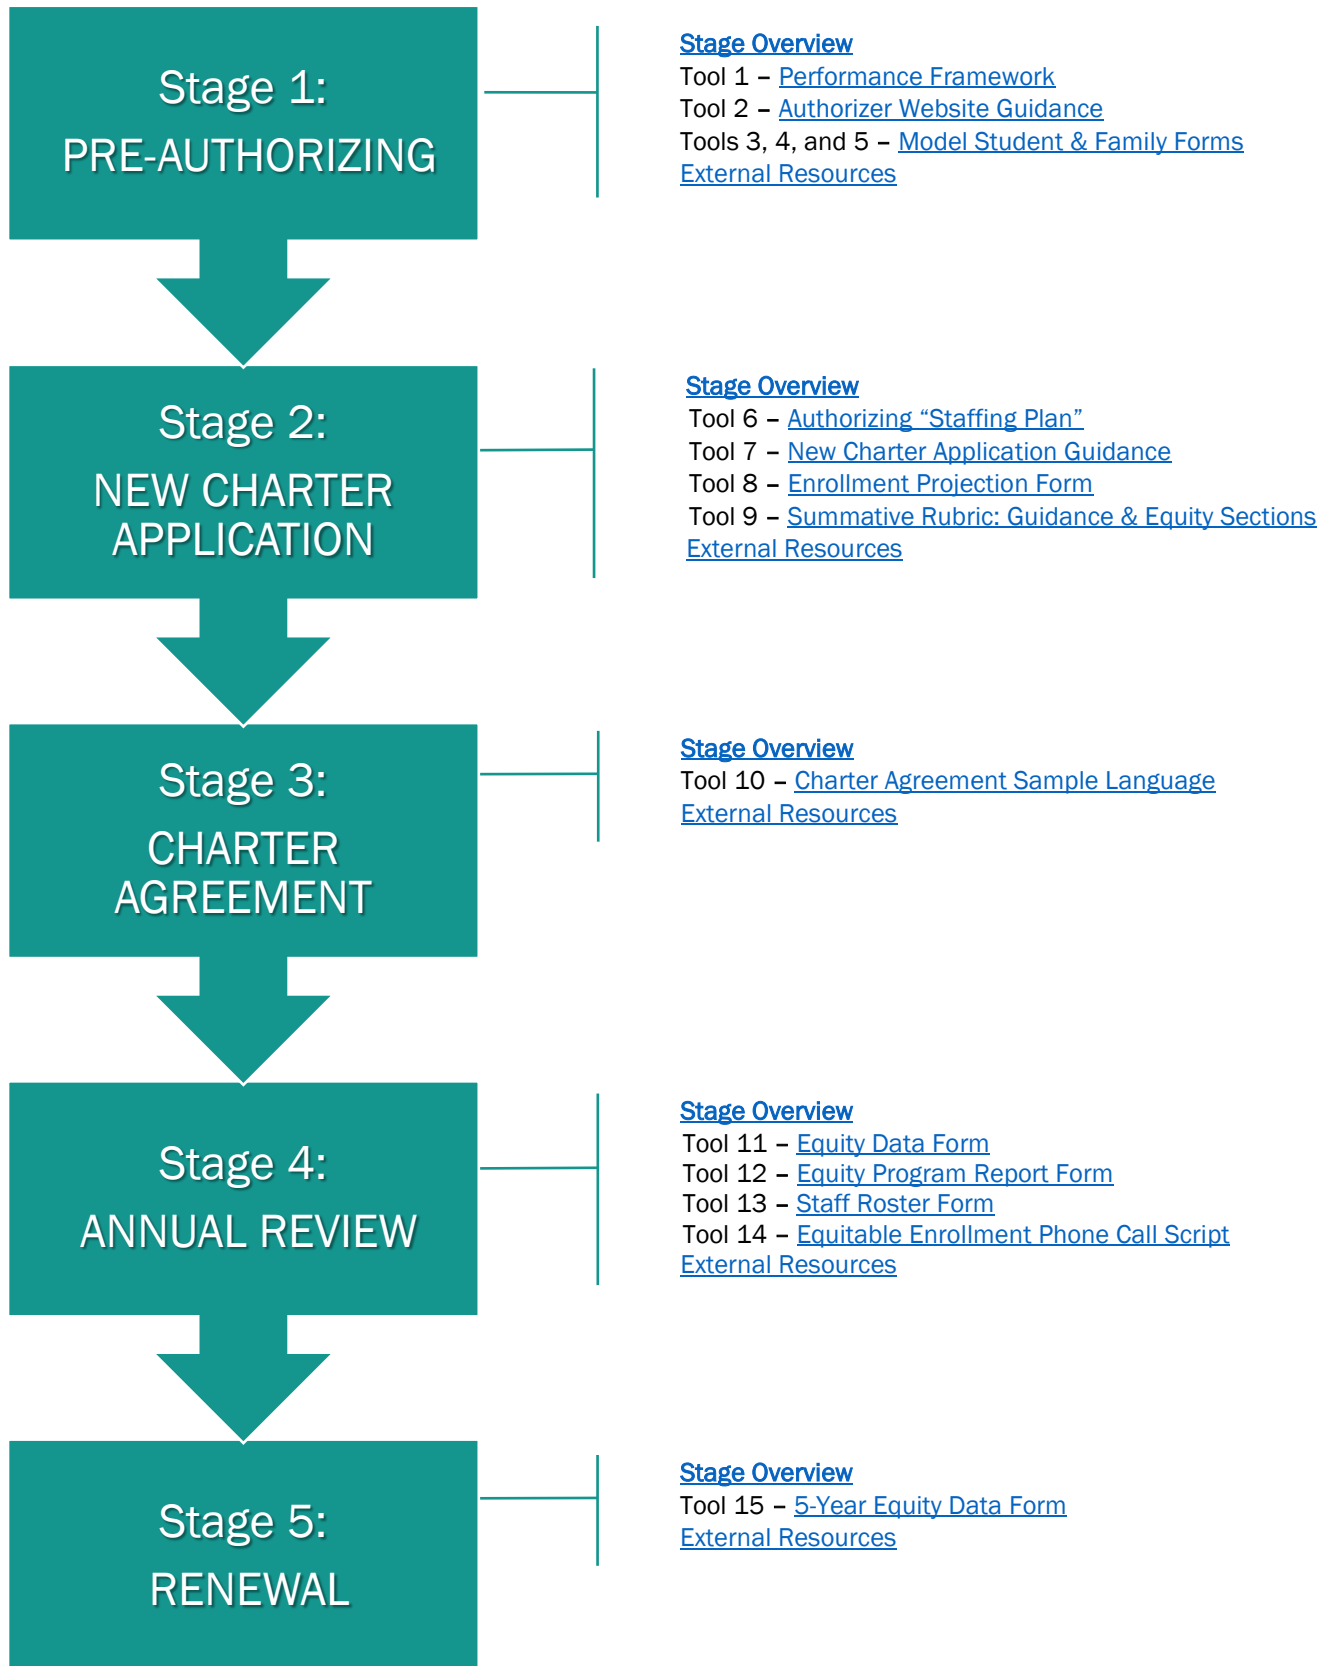 Stage 1:
PRE-AUTHORIZING
Stage Overview
Tool 1 – Performance Framework
Tool 2 – Authorizer Website Guidance
Tools 3, 4, and 5 – Model Student & Family Forms
External Resources
Stage 2:
NEW CHARTER
APPLICATION
Stage Overview
Tool 6 – Authorizing “Staffing Plan”
Tool 7 – New Charter Application Guidance
Tool 8 – Enrollment Projection Form
Tool 9 – Summative Rubric: Guidance & Equity Sections
External Resources
Stage 3:
CHARTER
AGREEMENT
Stage Overview
Tool 10 – Charter Agreement Sample Language
External Resources
Stage 4:
ANNUAL REVIEW
Stage Overview
Tool 11 – Equity Data Form
Tool 12 – Equity Program Report Form
Tool 13 – Staff Roster Form
Tool 14 – Equitable Enrollment Phone Call Script
External Resources
Stage 5:
RENEWAL
Stage Overview
Tool 15 – 5-Year Equity Data Form
External Resources